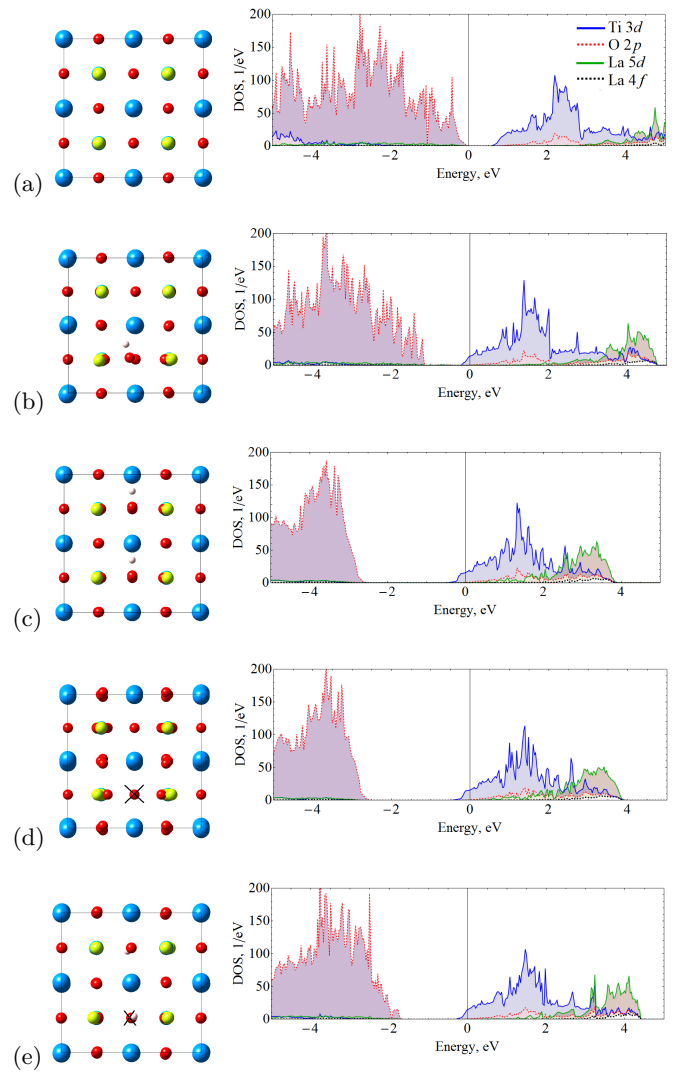 (a)
DOS, 1/eV
200
150
100
50
0
−4
−2
0
2
4
Energy, eV
Ti 3d
O 2p
La 5d
La 4f
(b)
DOS, 1/eV
200
150
100
50
0
−4
−2
0
2
4
Energy, eV
(c)
DOS, 1/eV
200
150
100
50
0
−4
−2
0
2
4
Energy, eV
(d)
DOS, 1/eV
200
150
100
50
0
−4
−2
0
2
4
Energy, eV
(e)
DOS, 1/eV
200
150
100
50
0
−4
−2
0
2
4
Energy, eV